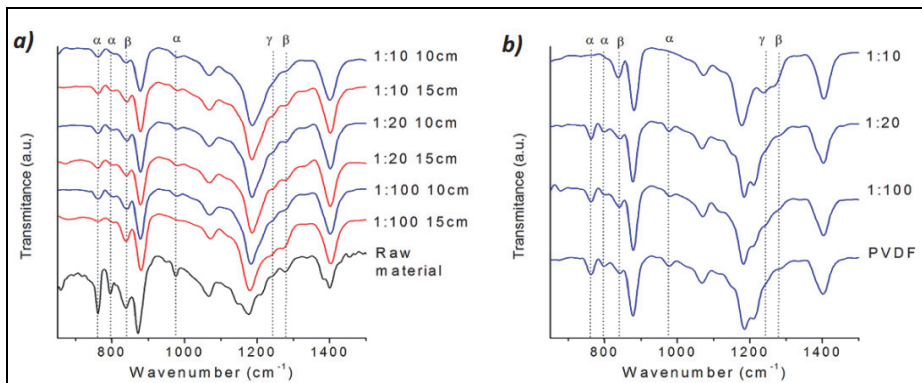 a)
α α β α γ β
1:10 10cm
1:10 15cm
1:20 10cm
1:20 15cm
1:100 10cm
1:100 15cm
Raw
material
Transmitance (a.u.)
800 1000 1200 1400
Wavenumber (cm⁻¹)
b)
α α β α γ β
1:10
1:20
1:100
PVDF
Transmitance (a.u.)
800 1000 1200 1400
Wavenumber (cm⁻¹)